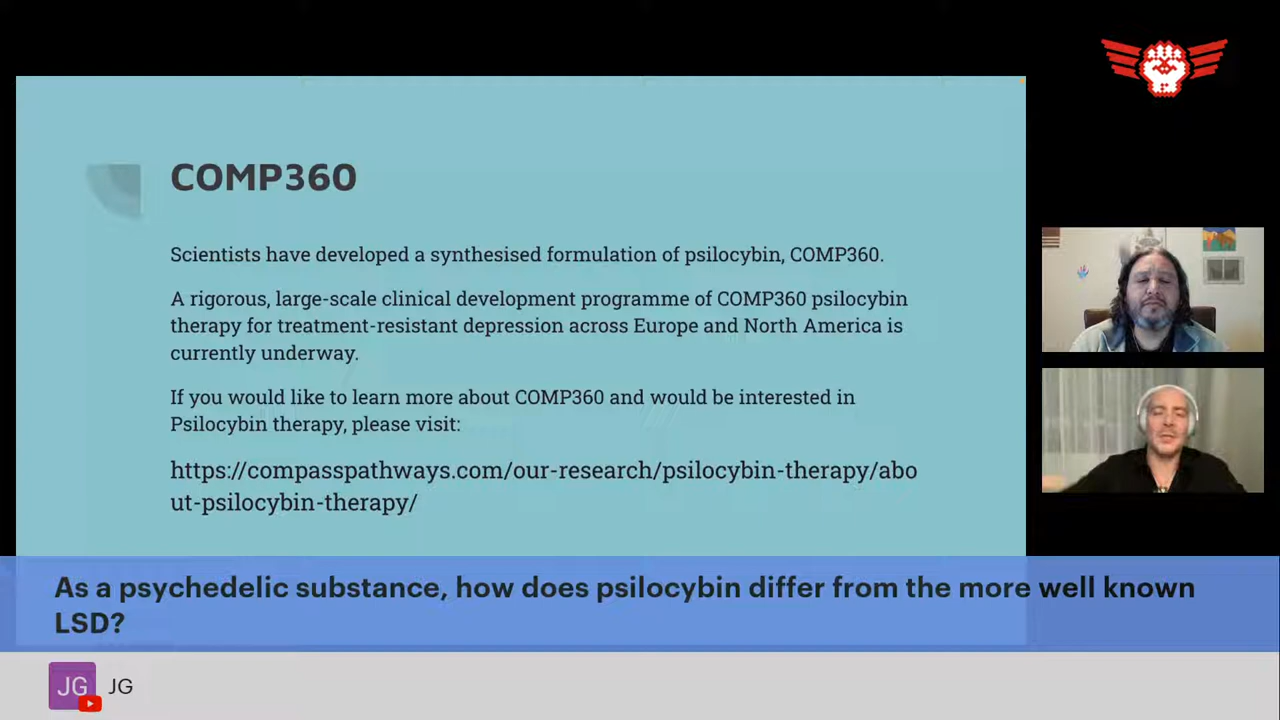 COMP360
Scientists have developed a synthesised formulation of psilocybin, COMP360.
A rigorous, large-scale clinical development programme of COMP360 psilocybin
therapy for treatment-resistant depression across Europe and North America is
currently underway.
If you would like to learn more about COMP360 and would be interested in
Psilocybin therapy, please visit:
https://compasspathways.com/our-research/psilocybin-therapy/abo
ut-psilocybin-therapy/
As a psychedelic substance, how does psilocybin differ from the more well known
LSD?
JG JG